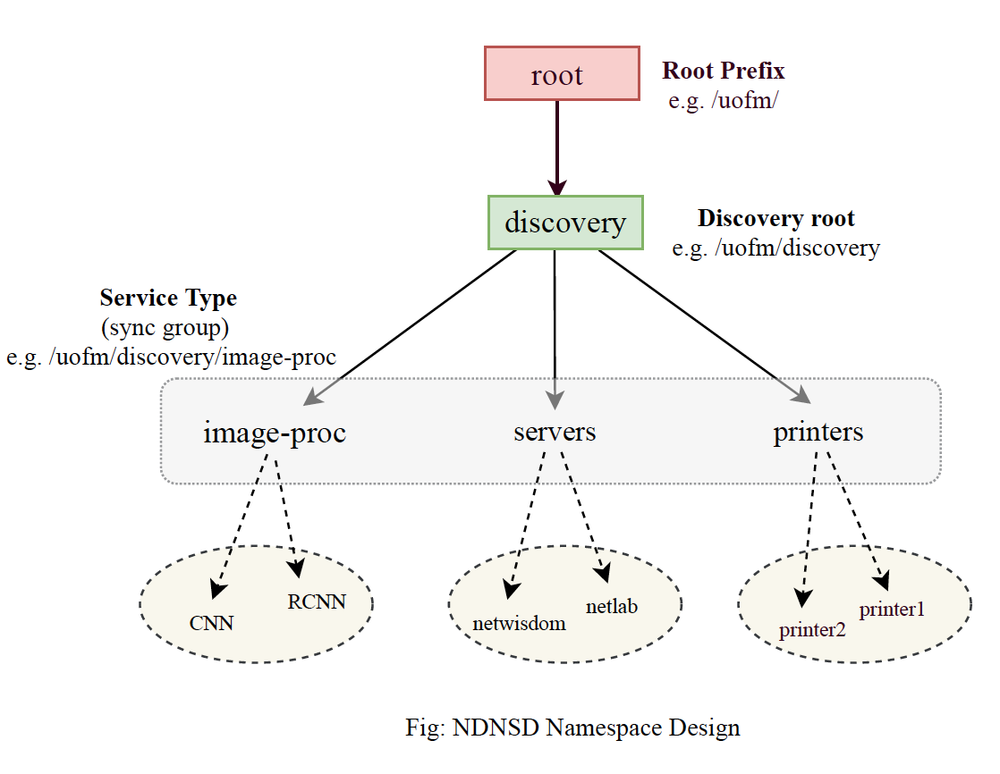 root
Root Prefix
e.g. /uofm/
discovery
Discovery root
e.g. /uofm/discovery
Service Type
(sync group)
e.g. /uofm/discovery/image-proc
image-proc
servers
printers
CNN
RCNN
netwisdom
netlab
printer2
printer1
Fig: NDNSD Namespace Design